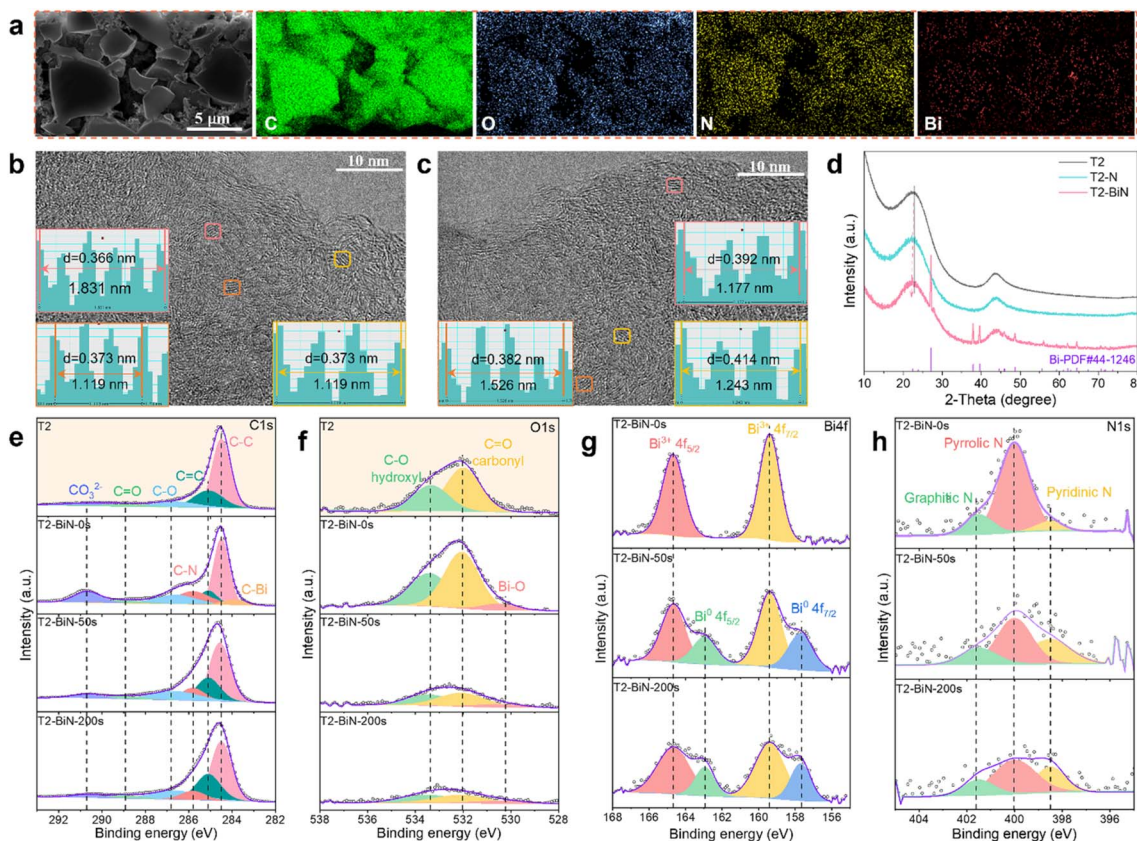 a
5 μm
C
O
N
Bi
b
10 nm
d=0.366 nm
1.831 nm
d=0.373 nm
1.119 nm
d=0.373 nm
1.119 nm
c
10 nm
d=0.392 nm
1.177 nm
d=0.382 nm
1.526 nm
d=0.414 nm
1.243 nm
d
T2
T2-N
T2-BiN
Bi-PDF#44-1246
Intensity (a.u.)
10 20 30 40 50 60 70 80
2-Theta (degree)
e
T2
C1s
C-C
C=C
CO₃²⁻
C=O
C-O
T2-BiN-0s
C-N
C-Bi
T2-BiN-50s
T2-BiN-200s
Intensity (a.u.)
292 290 288 286 284 282
Binding energy (eV)
f
T2
O1s
C-O
hydroxyl
C=O
carbonyl
T2-BiN-0s
Bi-O
T2-BiN-50s
T2-BiN-200s
Intensity (a.u.)
538 536 534 532 530 528
Binding energy (eV)
g
T2-BiN-0s
Bi4f
Bi³⁺ 4f₅/₂
Bi³⁺ 4f₇/₂
T2-BiN-50s
Bi⁰ 4f₅/₂
Bi⁰ 4f₇/₂
T2-BiN-200s
Intensity (a.u.)
168 166 164 162 160 158 156
Binding energy (eV)
h
T2-BiN-0s
N1s
Pyrrolic N
Graphitic N
Pyridinic N
T2-BiN-50s
T2-BiN-200s
Intensity (a.u.)
404 402 400 398 396
Binding energy (eV)